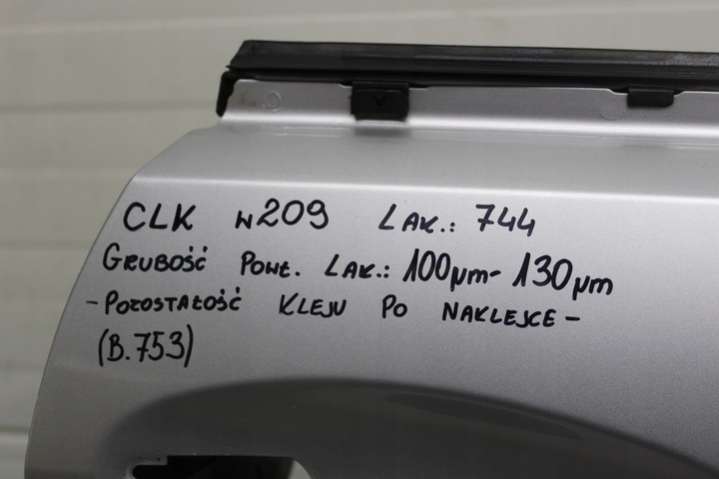 CLK W209 LAK.: 744
GRUBOŚĆ POWŁ. LAK.: 100µm-130µm
-POZOSTAŁOŚĆ KLEJU PO NAKLEJCE-
(B.753)